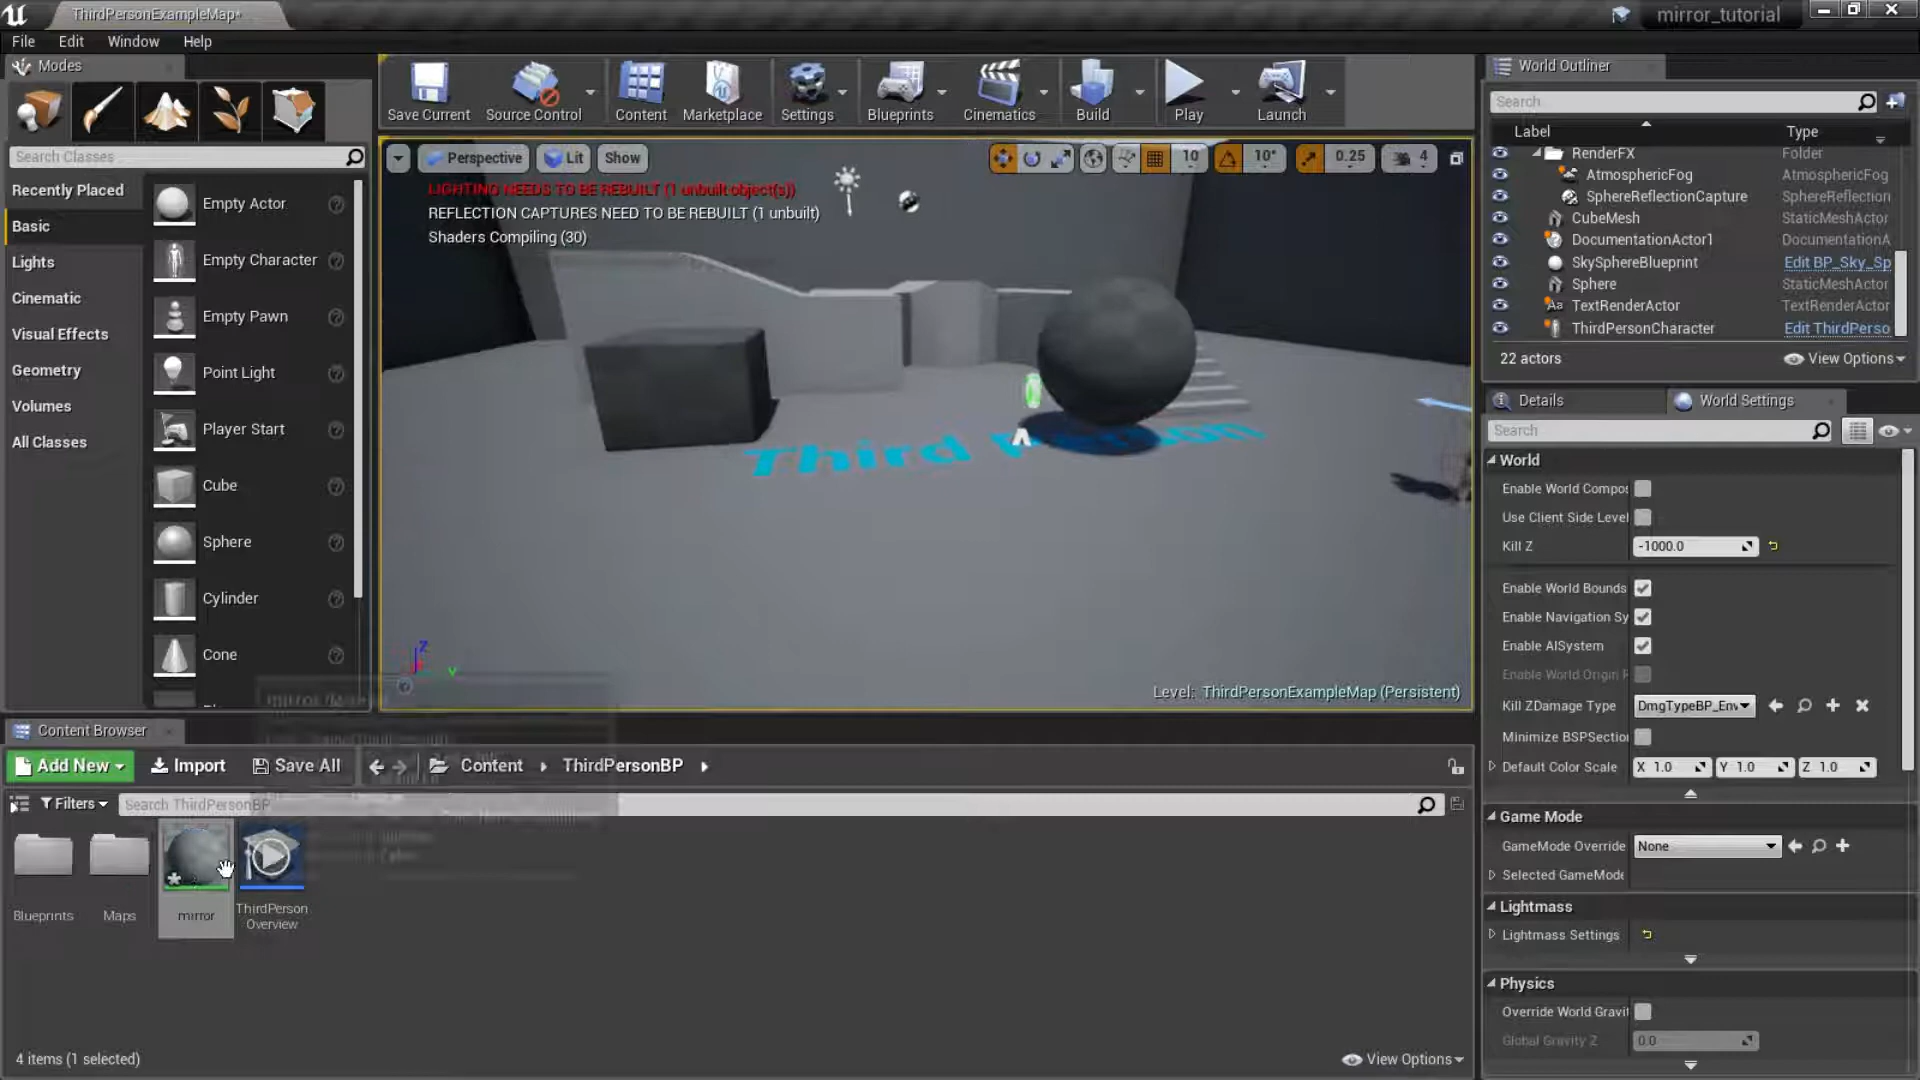 ThirdPersonExampleMap*
mirror_tutorial
File Edit Window Help
Modes
Search Classes
Recently Placed
Basic
Lights
Cinematic
Visual Effects
Geometry
Volumes
All Classes
Empty Actor
Empty Character
Empty Pawn
Point Light
Player Start
Cube
Sphere
Cylinder
Cone
Save Current Source Control Content Marketplace Settings Blueprints Cinematics Build Play Launch
Perspective Lit Show 10 10° 0.25 4
LIGHTING NEEDS TO BE REBUILT (1 unbuilt object(s))
REFLECTION CAPTURES NEED TO BE REBUILT (1 unbuilt)
Shaders Compiling (30)
Third Person
Z
Y
Level: ThirdPersonExampleMap (Persistent)
World Outliner
Search
Label Type
RenderFX Folder
AtmosphericFog AtmosphericFog
SphereReflectionCapture SphereReflection
CubeMesh StaticMeshActor
DocumentationActor1 DocumentationA
SkySphereBlueprint Edit BP_Sky_Sp
Sphere StaticMeshActor
TextRenderActor TextRenderActor
ThirdPersonCharacter Edit ThirdPerso
22 actors View Options
Details World Settings
Search
World
Enable World Compos
Use Client Side Level
Kill Z -1000.0
Enable World Bounds
Enable Navigation Sy
Enable AISystem
Enable World Origin R
Kill ZDamage Type DmgTypeBP_Env
Minimize BSPSection
Default Color Scale X 1.0 Y 1.0 Z 1.0
Game Mode
GameMode Override None
Selected GameMode
Lightmass
Lightmass Settings
Physics
Override World Gravit
Global Gravity Z 0.0
Content Browser
Add New Import Save All Content ThirdPersonBP
Filters Search ThirdPersonBP
Blueprints Maps mirror ThirdPerson
Overview
4 items (1 selected) View Options